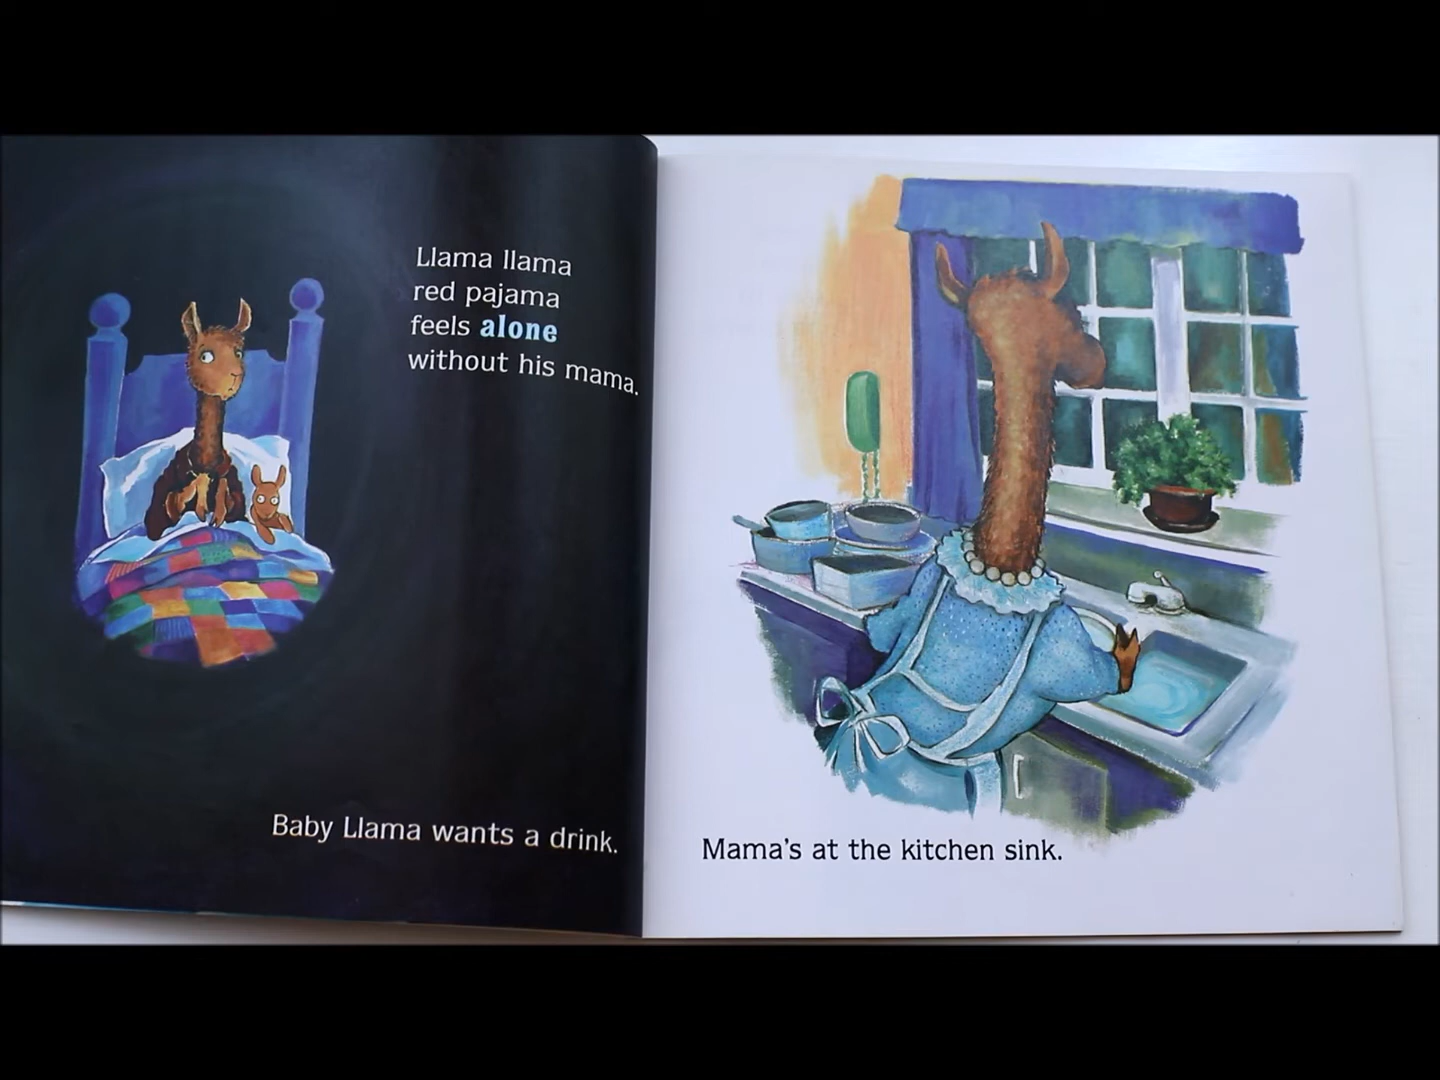 Llama llama
red pajama
feels alone
without his mama.
Baby Llama wants a drink.
Mama's at the kitchen sink.